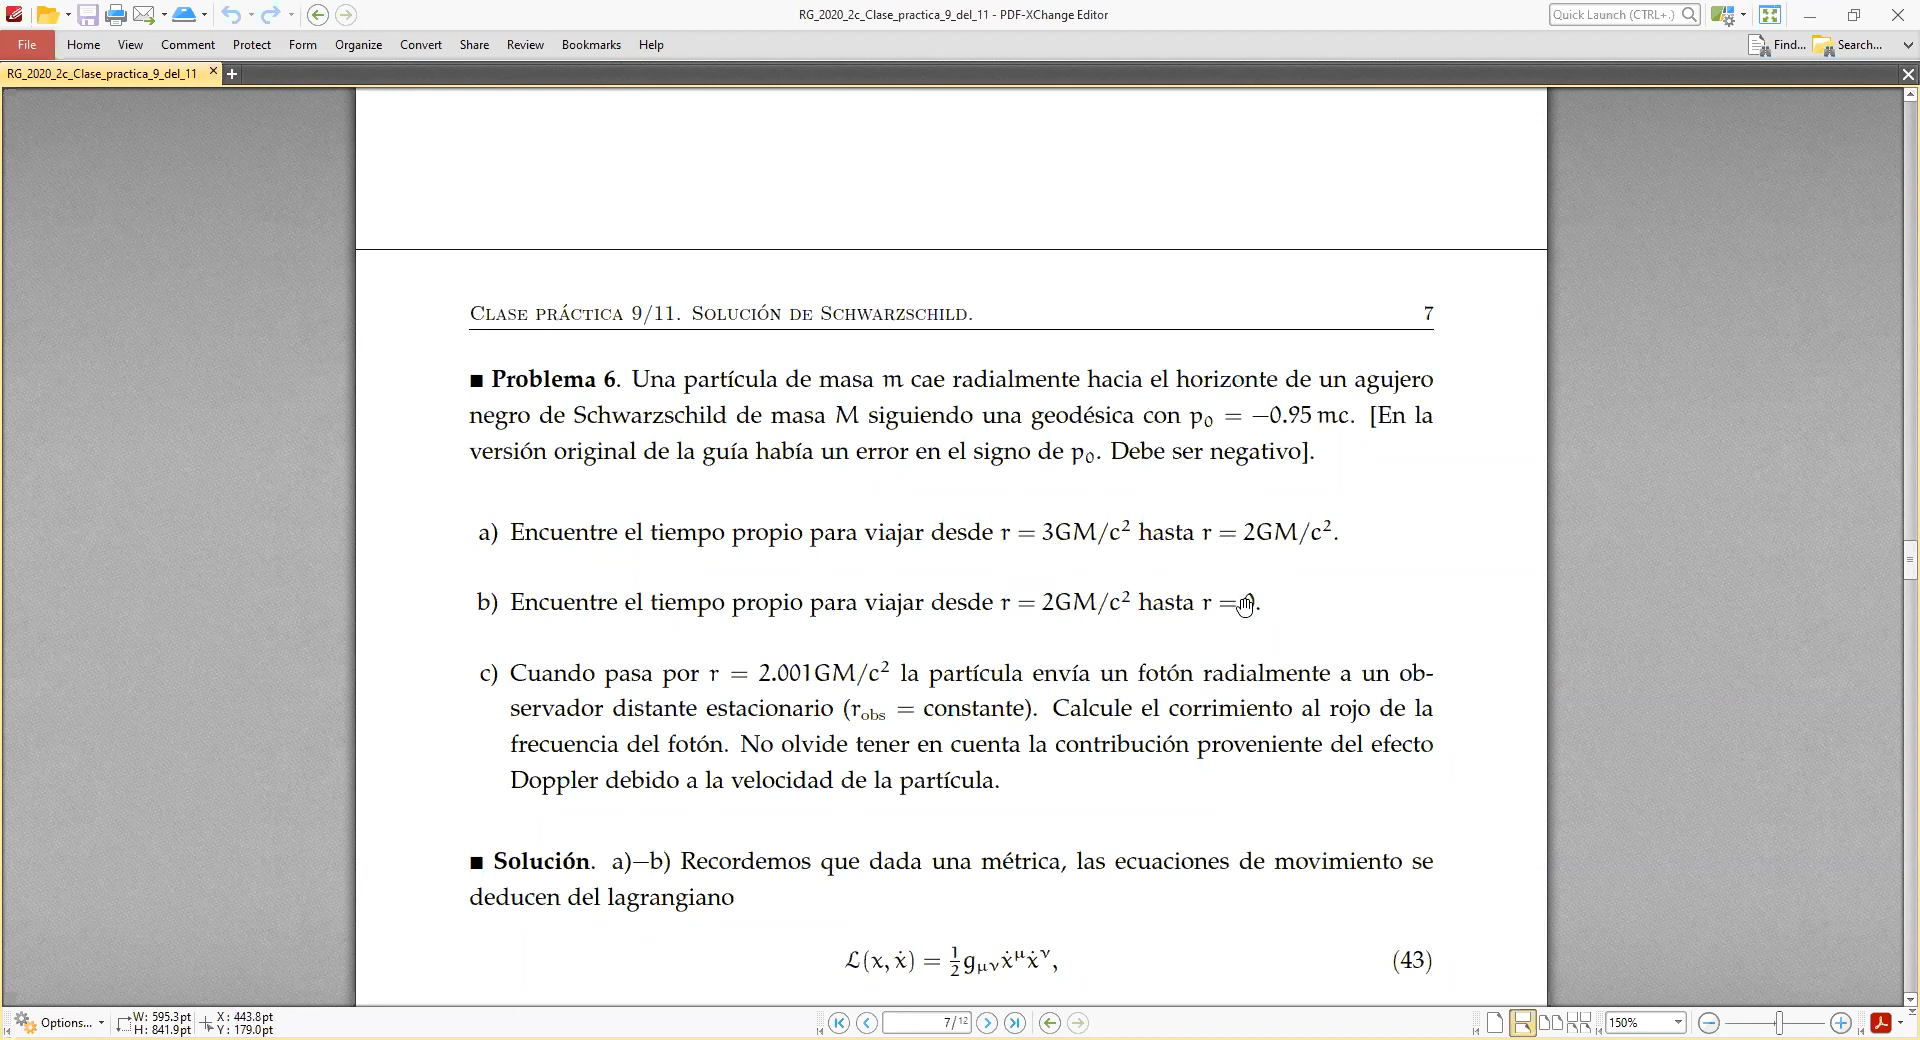 RG_2020_2c_Clase_practica_9_del_11 - PDF-XChange Editor
Quick Launch (CTRL+.)
File Home View Comment Protect Form Organize Convert Share Review Bookmarks Help
Find... Search...
RG_2020_2c_Clase_practica_9_del_11
Clase práctica 9/11. Solución de Schwarzschild. 7
■ Problema 6. Una partícula de masa m cae radialmente hacia el horizonte de un agujero
negro de Schwarzschild de masa M siguiendo una geodésica con p₀ = −0.95 mc. [En la
versión original de la guía había un error en el signo de p₀. Debe ser negativo].
a) Encuentre el tiempo propio para viajar desde r = 3GM/c² hasta r = 2GM/c².
b) Encuentre el tiempo propio para viajar desde r = 2GM/c² hasta r = .
c) Cuando pasa por r = 2.001GM/c² la partícula envía un fotón radialmente a un ob-
servador distante estacionario (r_obs = constante). Calcule el corrimiento al rojo de la
frecuencia del fotón. No olvide tener en cuenta la contribución proveniente del efecto
Doppler debido a la velocidad de la partícula.
■ Solución. a)–b) Recordemos que dada una métrica, las ecuaciones de movimiento se
deducen del lagrangiano
ℒ(x, ẋ) = ½g_μν ẋ^μ ẋ^ν, (43)
Options... W: 595.3pt X: 443.8pt
H: 841.9pt Y: 179.0pt
7/12
150%